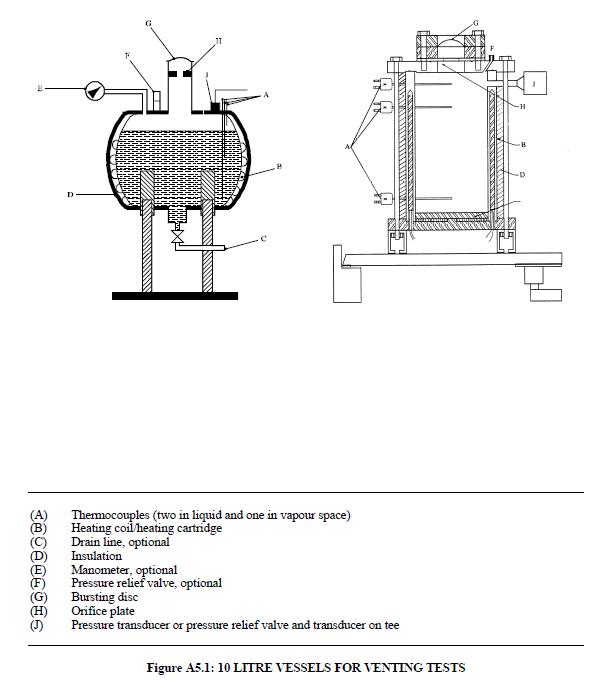 G
H
F
J
E
A
B
D
C
G
F
J
H
A
B
D
(A) Thermocouples (two in liquid and one in vapour space)
(B) Heating coil/heating cartridge
(C) Drain line, optional
(D) Insulation
(E) Manometer, optional
(F) Pressure relief valve, optional
(G) Bursting disc
(H) Orifice plate
(J) Pressure transducer or pressure relief valve and transducer on tee
Figure A5.1: 10 LITRE VESSELS FOR VENTING TESTS